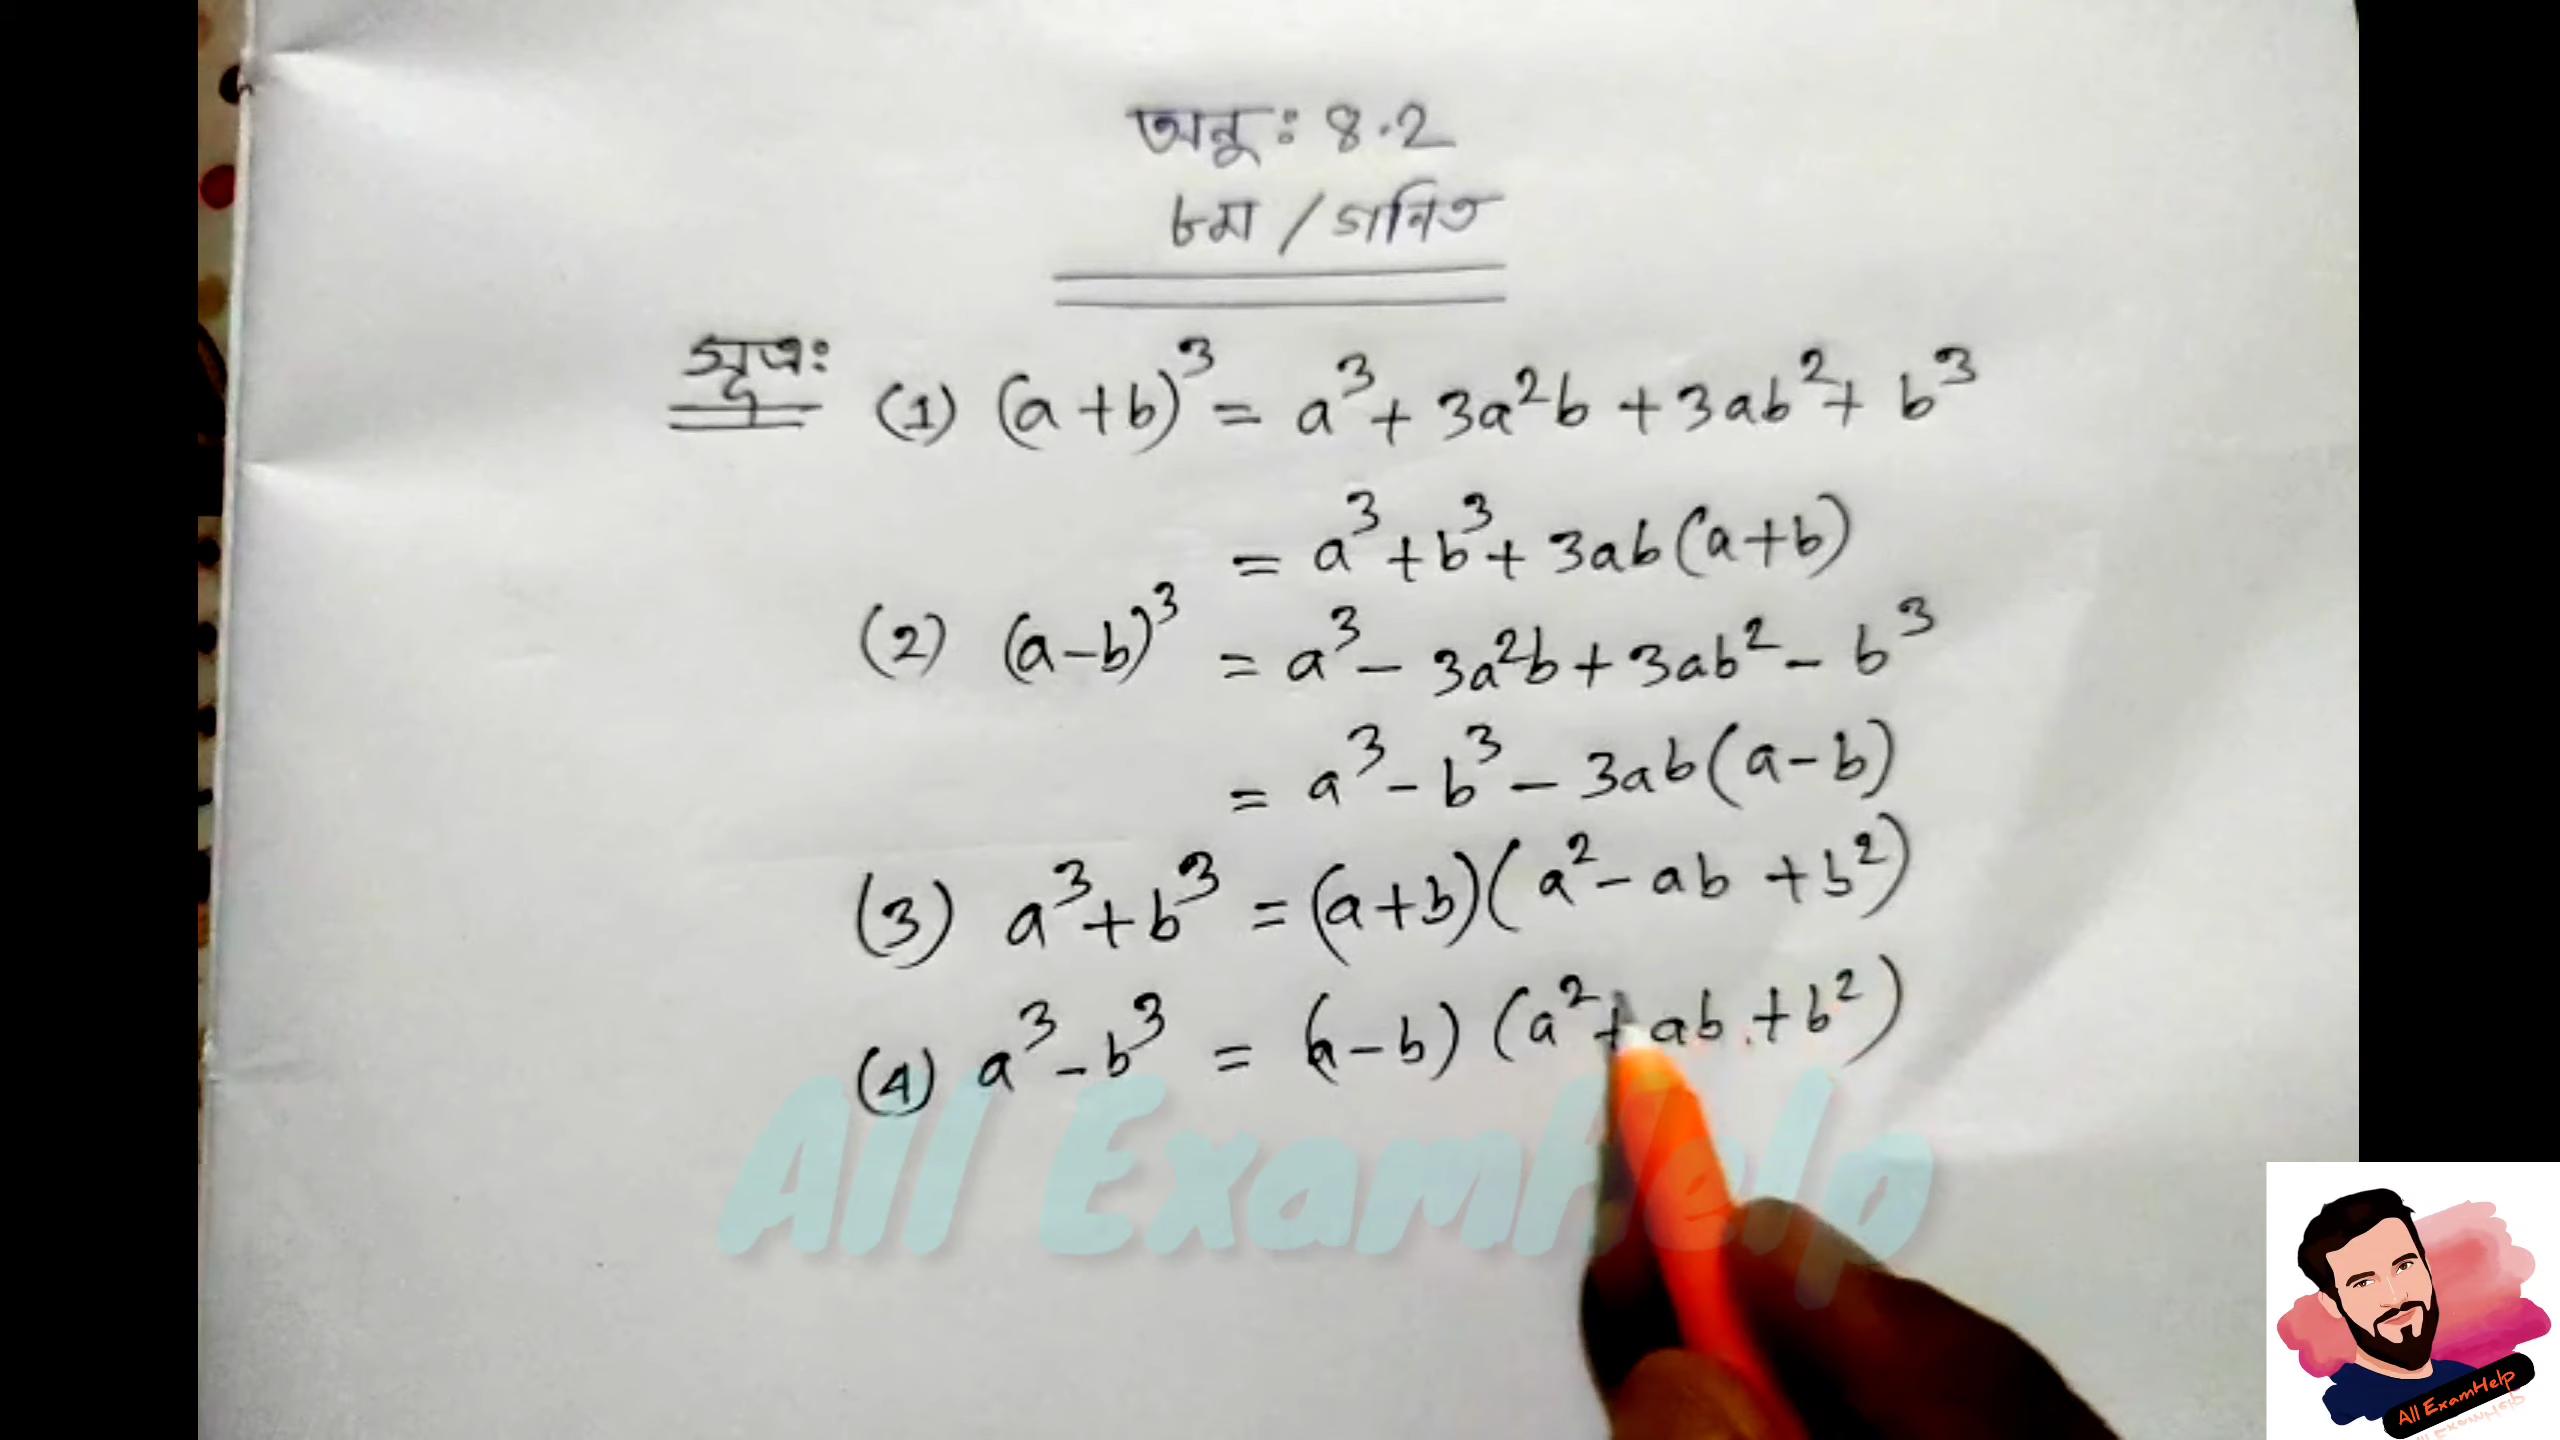 অনুঃ ৪.2
৮ম / গনিত
সূত্রঃ (1) (a+b)³ = a³ + 3a²b + 3ab² + b³
= a³ + b³ + 3ab(a+b)
(2) (a-b)³ = a³ - 3a²b + 3ab² - b³
= a³ - b³ - 3ab(a-b)
(3) a³+b³ = (a+b)(a² - ab + b²)
(4) a³-b³ = (a-b) (a² + ab + b²)
All ExamHelp
All ExamHelp